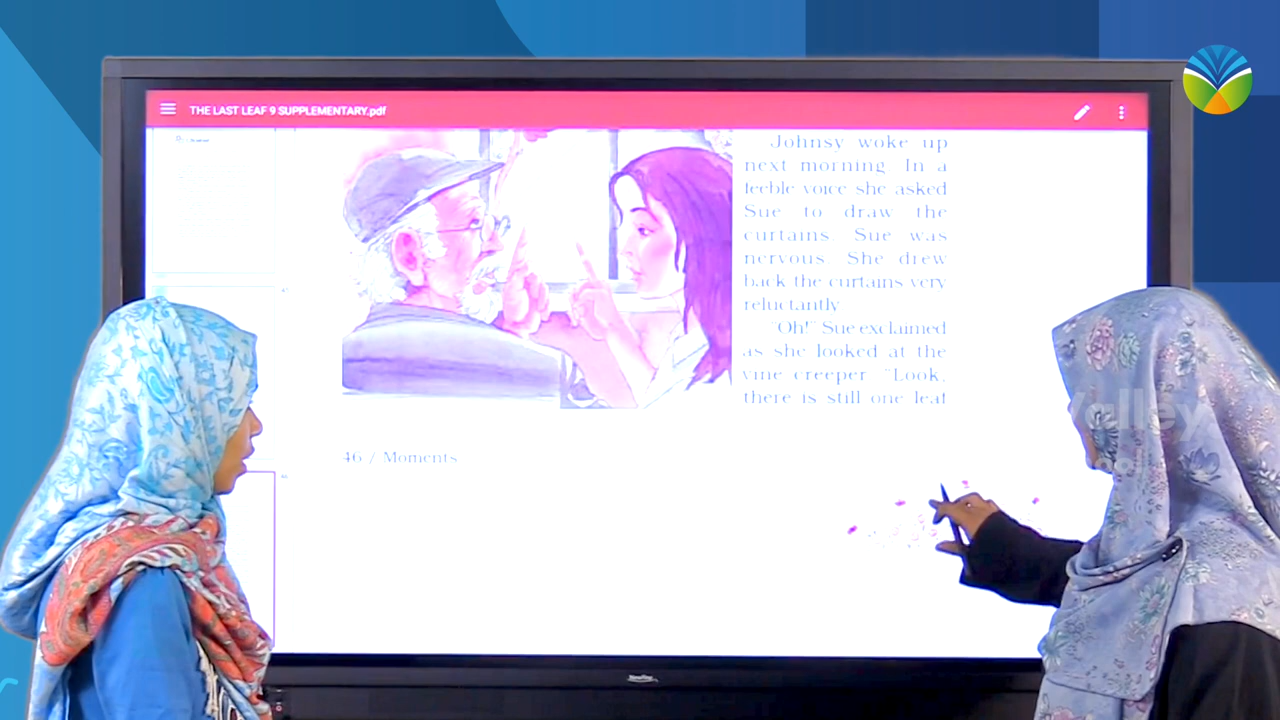 THE LAST LEAF 9 SUPPLEMENTARY.pdf
Johnsy woke up
next morning. In a
feeble voice she asked
Sue to draw the
curtains. Sue was
nervous. She drew
back the curtains very
reluctantly.
"Oh!" Sue exclaimed
as she looked at the
vine creeper. "Look,
there is still one leaf
46 / Moments
Valley